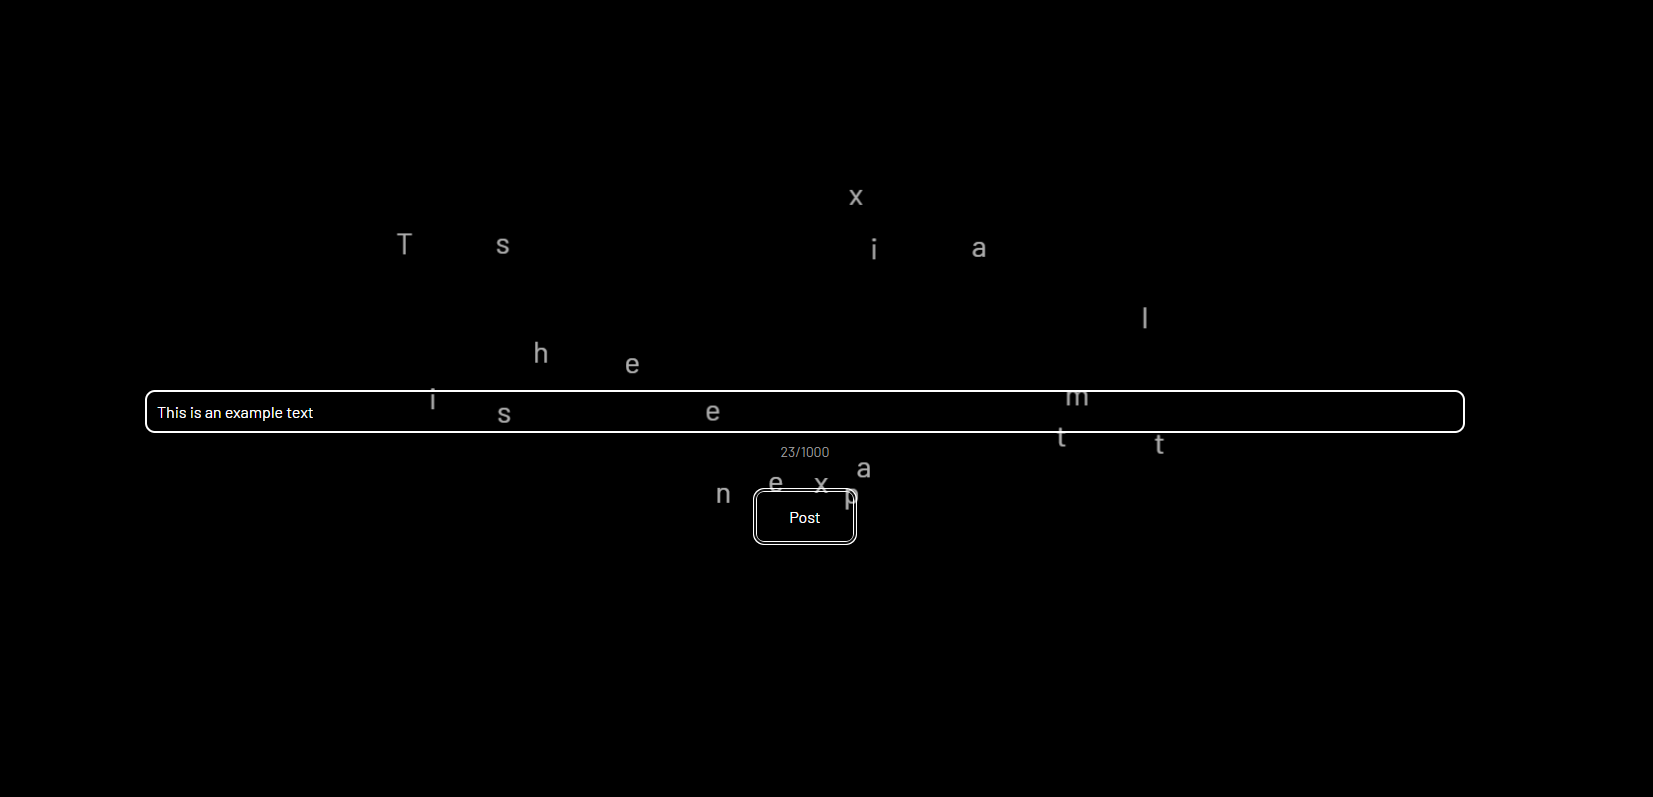 x
T s i a
l
h e
i m
This is an example text s e
t t
23/1000
a
n e x p
Post